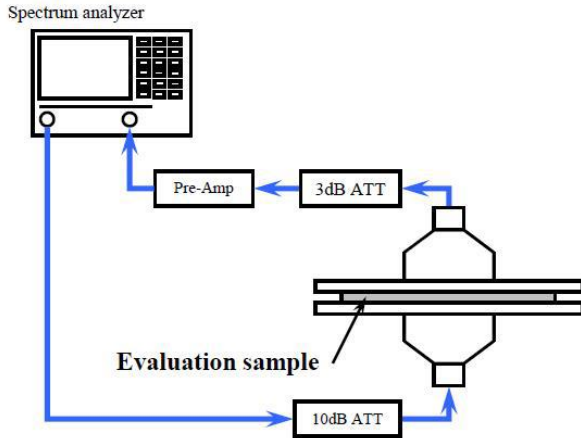 Spectrum analyzer
Pre-Amp
3dB ATT
Evaluation sample
10dB ATT